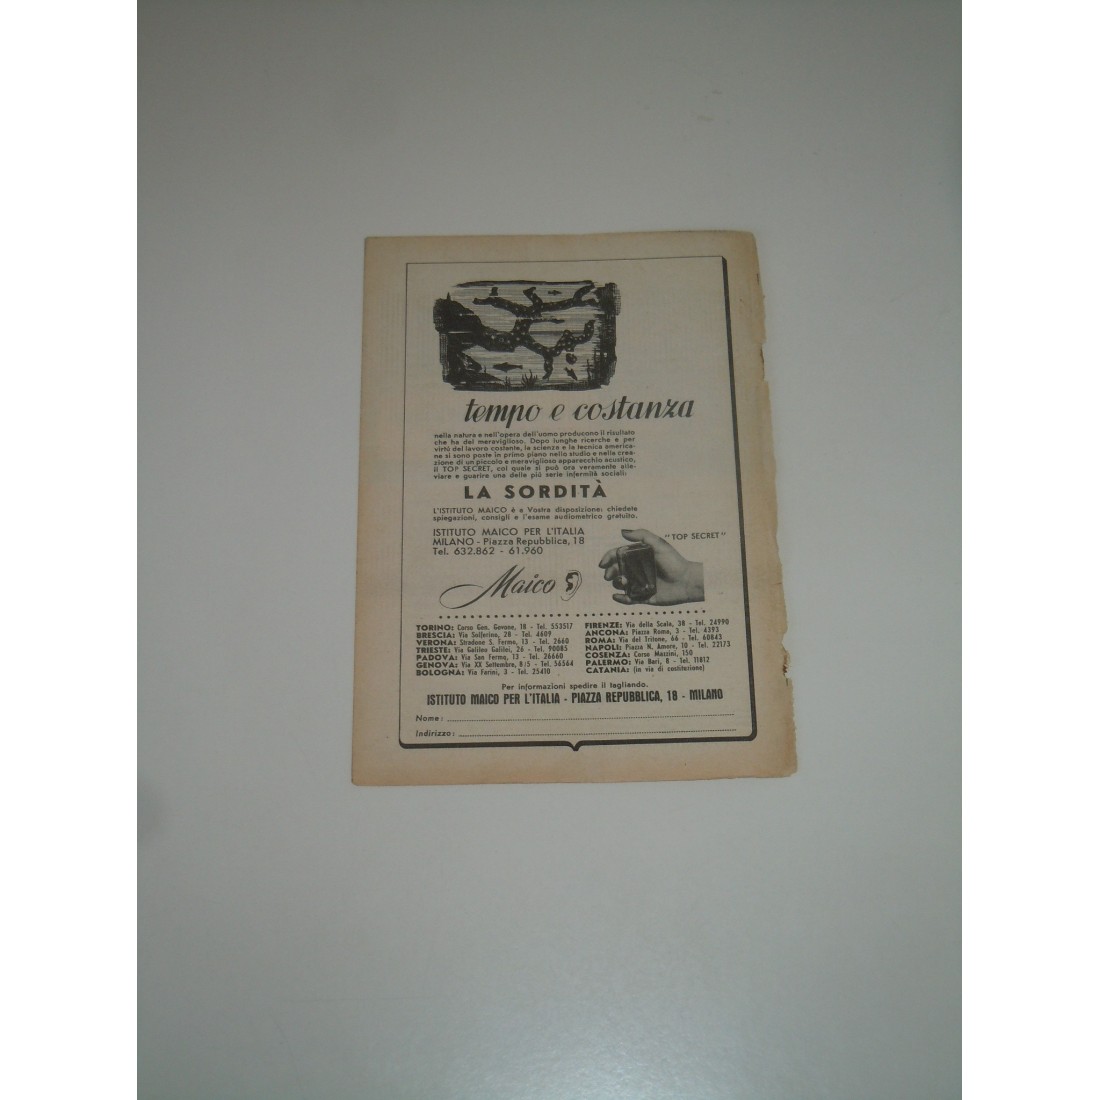 tempo e costanza
nella natura e nell'opera dell'uomo producono il risultato
che ha del meraviglioso. Dopo lunghe ricerche e per
virtù del lavoro costante, la scienza e la tecnica america-
ne si sono poste in primo piano nello studio e nella crea-
zione di un piccolo e meraviglioso apparecchio acustico,
il TOP SECRET, col quale si può ora veramente alle-
viare e guarire una delle più serie infermità sociali:
LA SORDITÀ
L'ISTITUTO MAICO è a Vostra disposizione: chiedete
spiegazioni, consigli e l'esame audiometrico gratuito.
ISTITUTO MAICO PER L'ITALIA
MILANO - Piazza Repubblica, 18
Tel. 632.862 - 61.960
"TOP SECRET"
Maico
TORINO: Corso Gen. Govone, 18 - Tel. 553517
BRESCIA: Via Solferino, 28 - Tel. 4609
VERONA: Stradone S. Fermo, 13 - Tel. 2660
TRIESTE: Via Galileo Galilei, 26 - Tel. 90085
PADOVA: Via San Fermo, 13 - Tel. 26660
GENOVA: Via XX Settembre, 8/5 - Tel. 56564
BOLOGNA: Via Farini, 3 - Tel. 25410
FIRENZE: Via della Scala, 38 - Tel. 24990
ANCONA: Piazza Roma, 3 - Tel. 4393
ROMA: Via del Tritone, 66 - Tel. 60843
NAPOLI: Piazza N. Amore, 10 - Tel. 22173
COSENZA: Corso Mazzini, 150
PALERMO: Via Bari, 8 - Tel. 11812
CATANIA: (in via di costituzione)
Per informazioni spedire il tagliando.
ISTITUTO MAICO PER L'ITALIA - PIAZZA REPUBBLICA, 18 - MILANO
Nome:
Indirizzo: